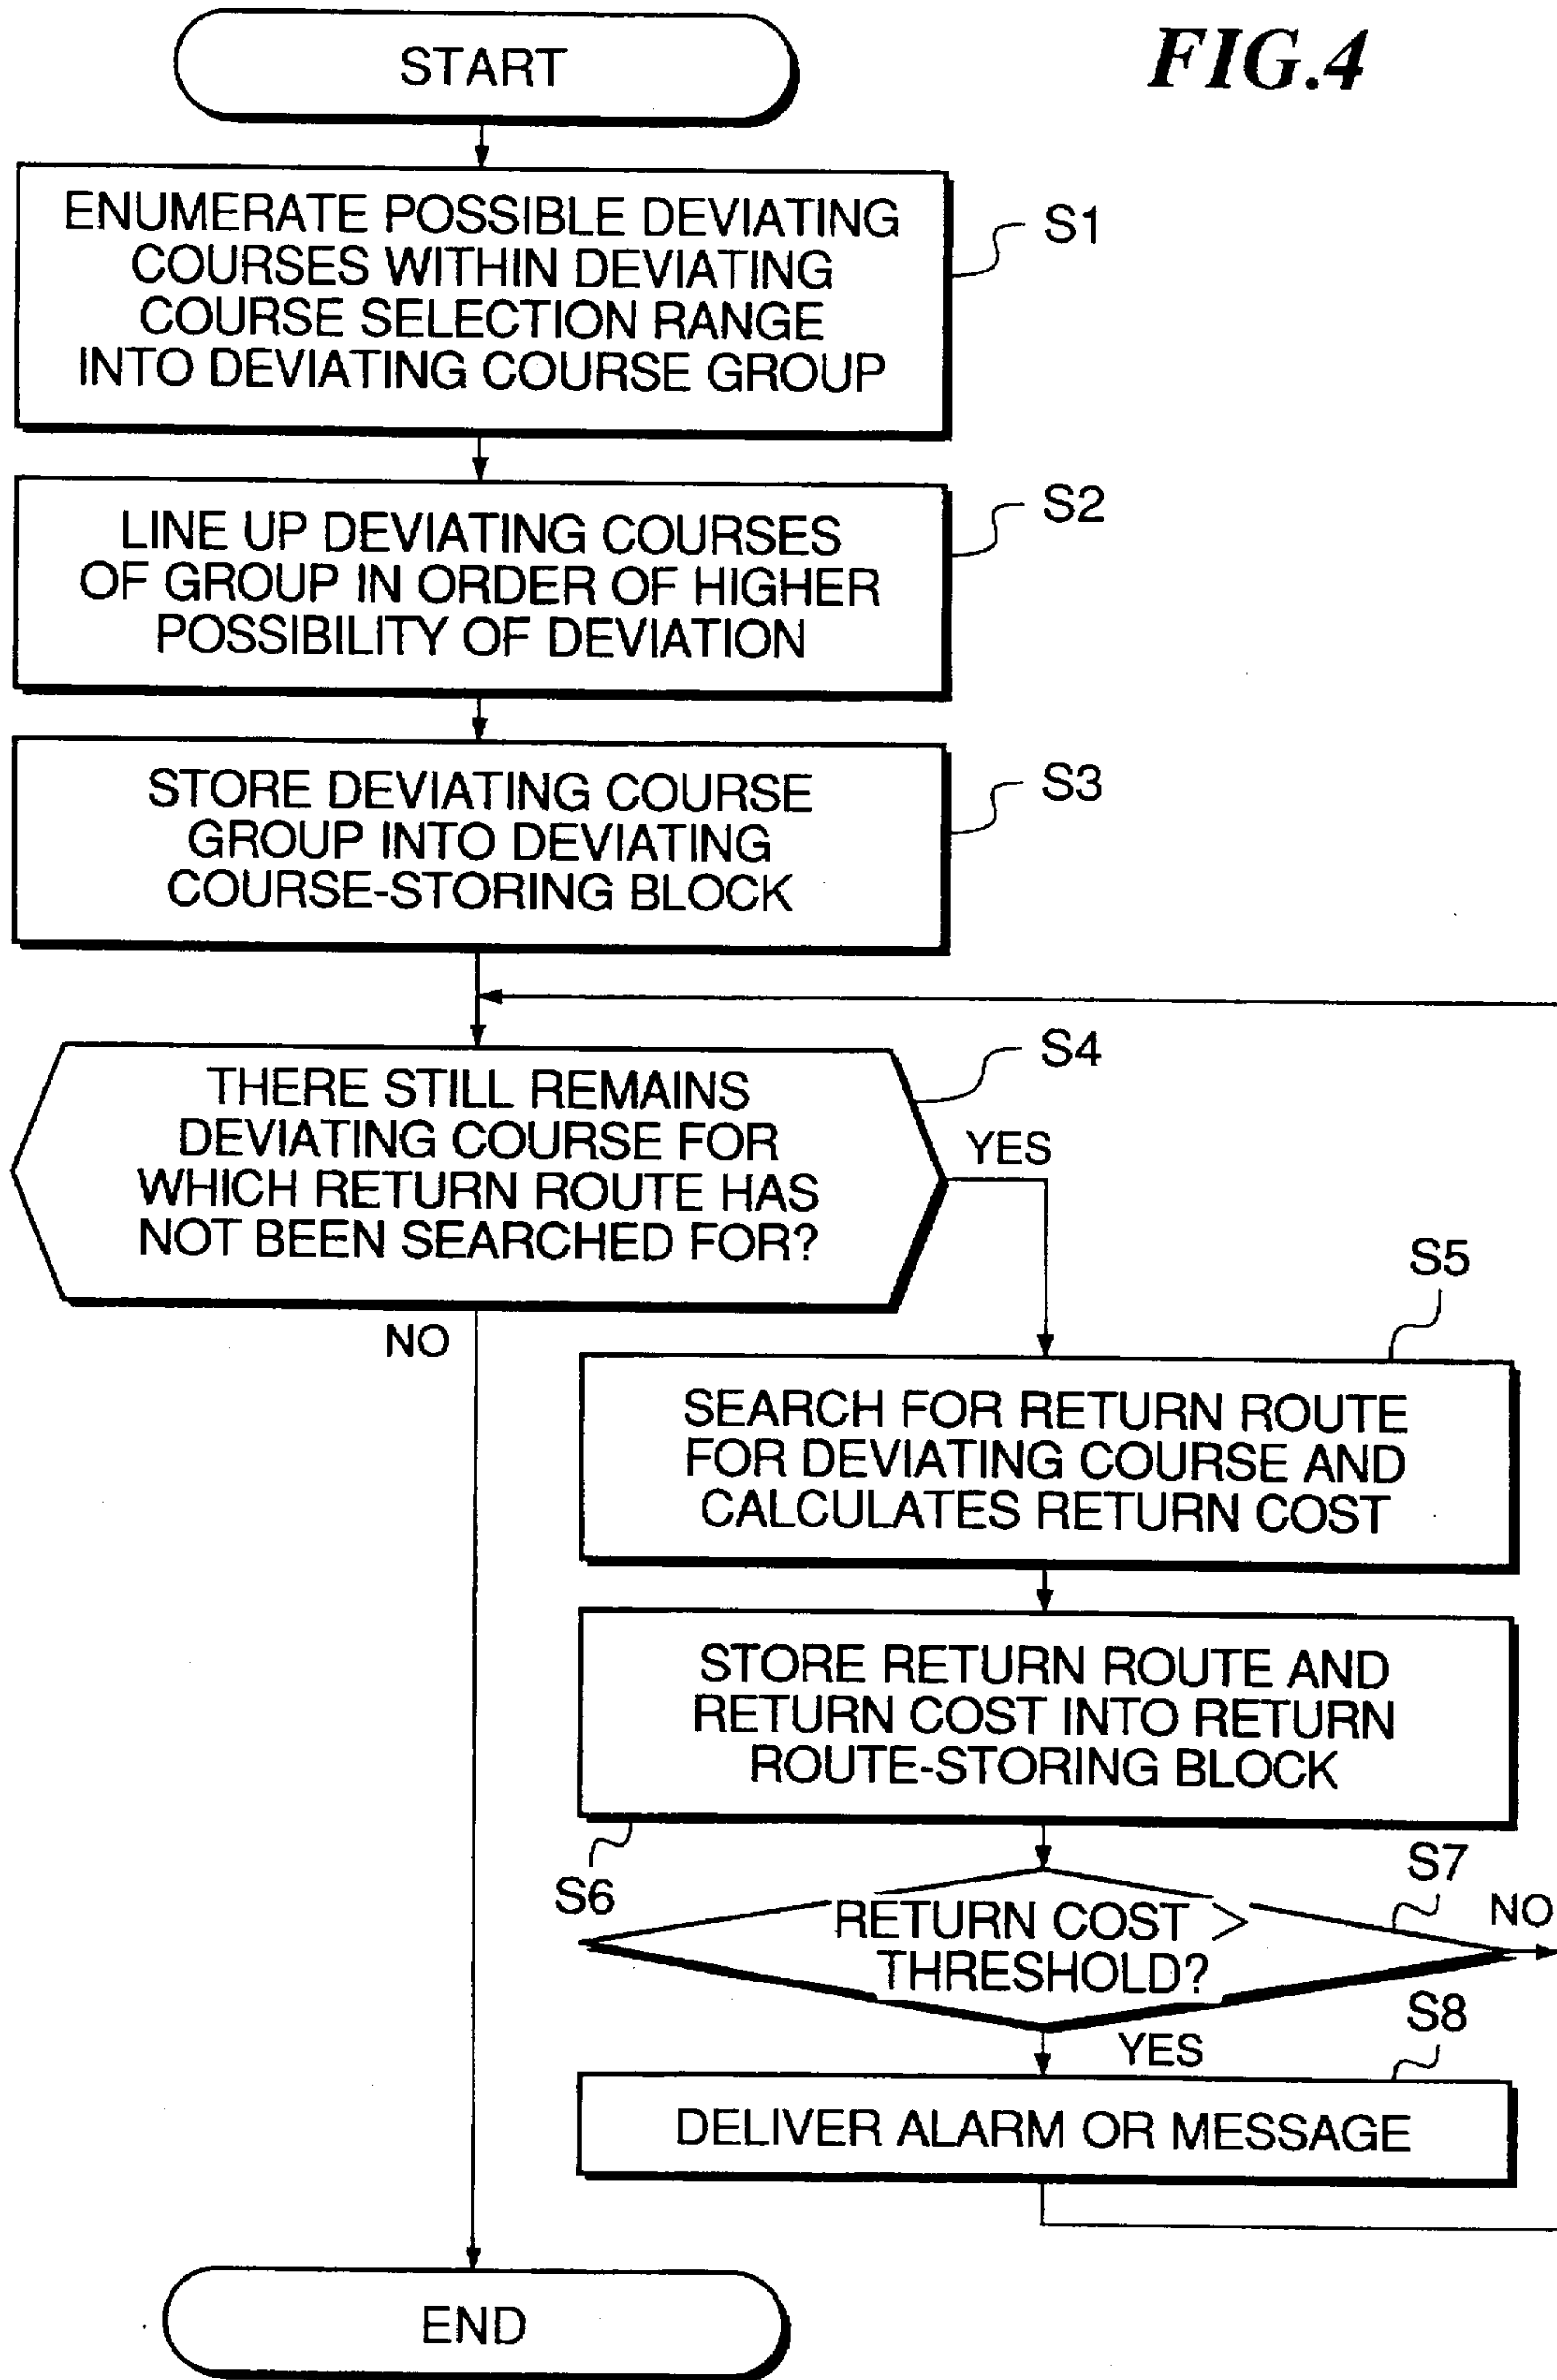 FIG.4
START
ENUMERATE POSSIBLE DEVIATING
COURSES WITHIN DEVIATING
COURSE SELECTION RANGE
INTO DEVIATING COURSE GROUP
S1
LINE UP DEVIATING COURSES
OF GROUP IN ORDER OF HIGHER
POSSIBILITY OF DEVIATION
S2
STORE DEVIATING COURSE
GROUP INTO DEVIATING
COURSE-STORING BLOCK
S3
THERE STILL REMAINS
DEVIATING COURSE FOR
WHICH RETURN ROUTE HAS
NOT BEEN SEARCHED FOR?
S4
YES
NO
S5
SEARCH FOR RETURN ROUTE
FOR DEVIATING COURSE AND
CALCULATES RETURN COST
STORE RETURN ROUTE AND
RETURN COST INTO RETURN
ROUTE-STORING BLOCK
S6
RETURN COST >
THRESHOLD?
S7
NO
YES
S8
DELIVER ALARM OR MESSAGE
END